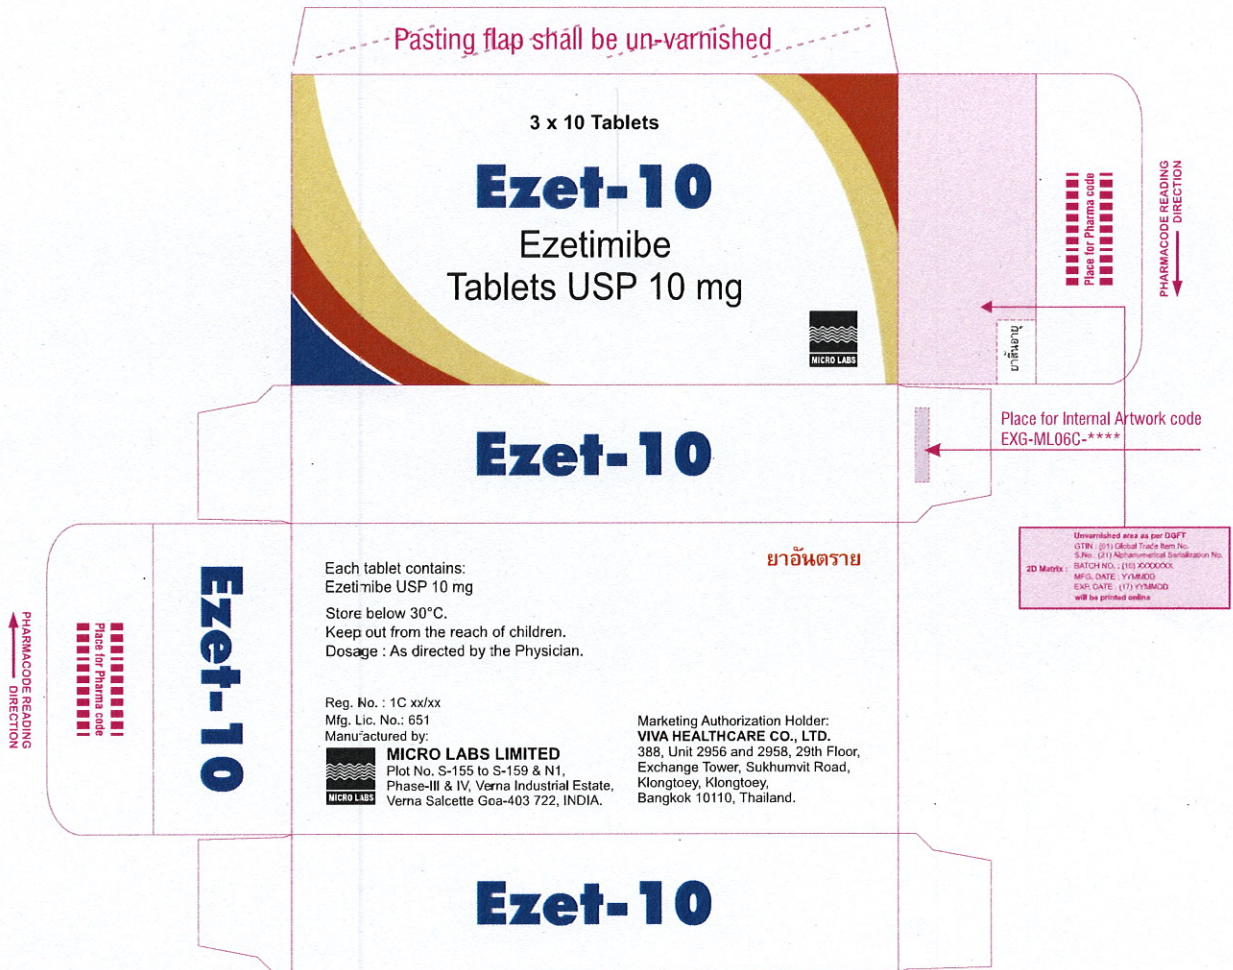 Pasting flap shall be un-varnished
3 x 10 Tablets
Ezet-10
Ezetimibe
Tablets USP 10 mg
MICRO LABS
ยาสิ้นอายุ
Place for Pharma code
PHARMACODE READING
DIRECTION
Ezet-10
Place for Internal Artwork code
EXG-ML06C-****
Unvarnished area as per DGFT
GTIN : (01) Global Trade Item No.
S.No : (21) Alphanumerical Serialization No.
2D Matrix :
BATCH NO. : (10) XXXXXXX
MFG. DATE : YYMMDD
EXP. DATE : (17) YYMMDD
will be printed online
PHARMACODE READING
DIRECTION
Place for Pharma code
Ezet-10
ยาอันตราย
Each tablet contains:
Ezetimibe USP 10 mg
Store below 30°C.
Keep out from the reach of children.
Dosage : As directed by the Physician.
Reg. No. : 1C xx/xx
Mfg. Lic. No.: 651
Manufactured by:
MICRO LABS LIMITED
Plot No. S-155 to S-159 & N1,
Phase-III & IV, Verna Industrial Estate,
Verna Salcette Goa-403 722, INDIA.
MICRO LABS
Marketing Authorization Holder:
VIVA HEALTHCARE CO., LTD.
388, Unit 2956 and 2958, 29th Floor,
Exchange Tower, Sukhumvit Road,
Klongtoey, Klongtoey,
Bangkok 10110, Thailand.
Ezet-10